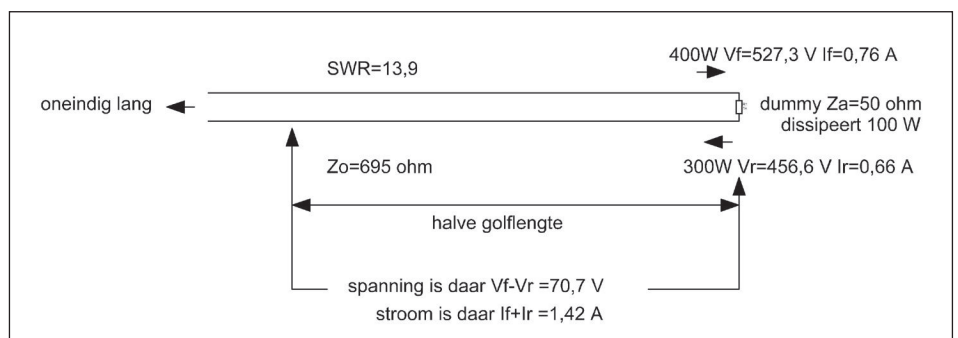 400W Vf=527,3 V If=0,76 A
SWR=13,9
oneindig lang
dummy Za=50 ohm
dissipeert 100 W
Zo=695 ohm
300W Vr=456,6 V Ir=0,66 A
halve golflengte
spanning is daar Vf-Vr =70,7 V
stroom is daar If+Ir =1,42 A